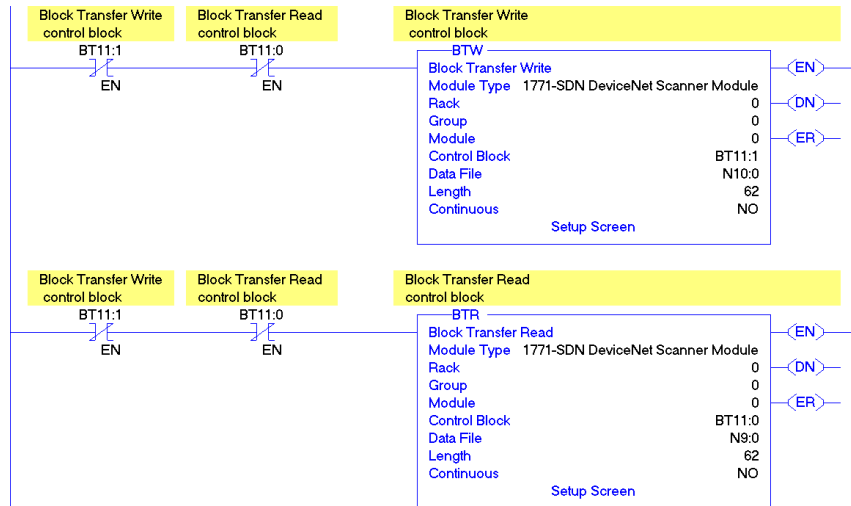 Block Transfer Write
control block
Block Transfer Read
control block
Block Transfer Write
control block
BT11:1
BT11:0
BTW
EN
EN
Block Transfer Write
EN
Module Type 1771-SDN DeviceNet Scanner Module
Rack 0
DN
Group 0
Module 0
ER
Control Block BT11:1
Data File N10:0
Length 62
Continuous NO
Setup Screen
Block Transfer Write
control block
Block Transfer Read
control block
Block Transfer Read
control block
BT11:1
BT11:0
BTR
EN
EN
Block Transfer Read
EN
Module Type 1771-SDN DeviceNet Scanner Module
Rack 0
DN
Group 0
Module 0
ER
Control Block BT11:0
Data File N9:0
Length 62
Continuous NO
Setup Screen